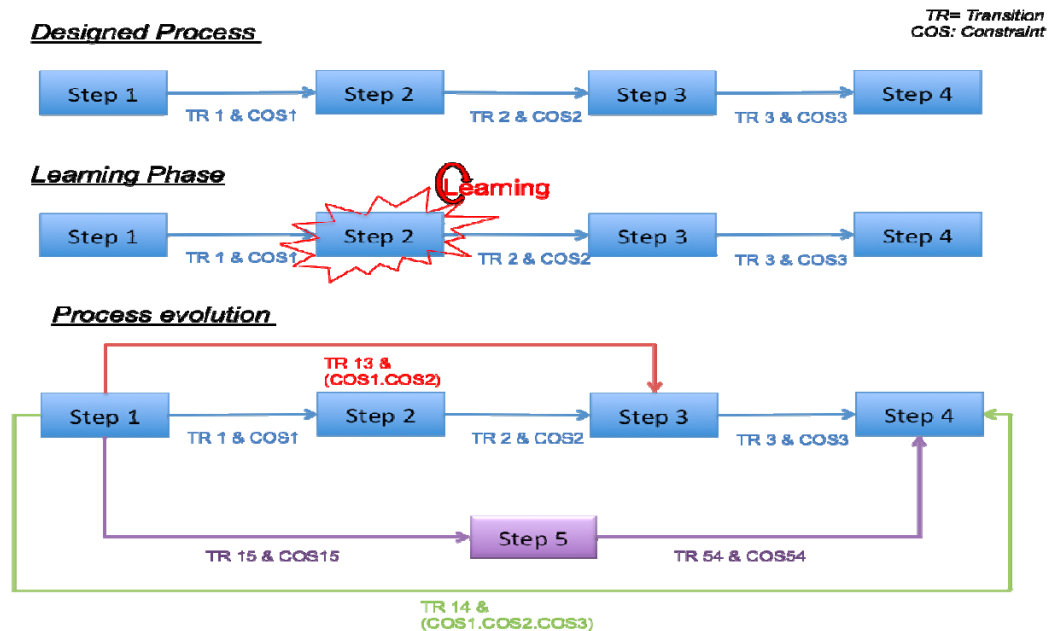 TR= Transition
COS: Constraint
Designed Process
Step 1
Step 2
Step 3
Step 4
TR 1 & COS1
TR 2 & COS2
TR 3 & COS3
Learning Phase
Learning
Step 1
Step 2
Step 3
Step 4
TR 1 & COS1
TR 2 & COS2
TR 3 & COS3
Process evolution
TR 13 &
(COS1.COS2)
Step 1
Step 2
Step 3
Step 4
TR 1 & COS1
TR 2 & COS2
TR 3 & COS3
Step 5
TR 15 & COS15
TR 54 & COS54
TR 14 &
(COS1.COS2.COS3)